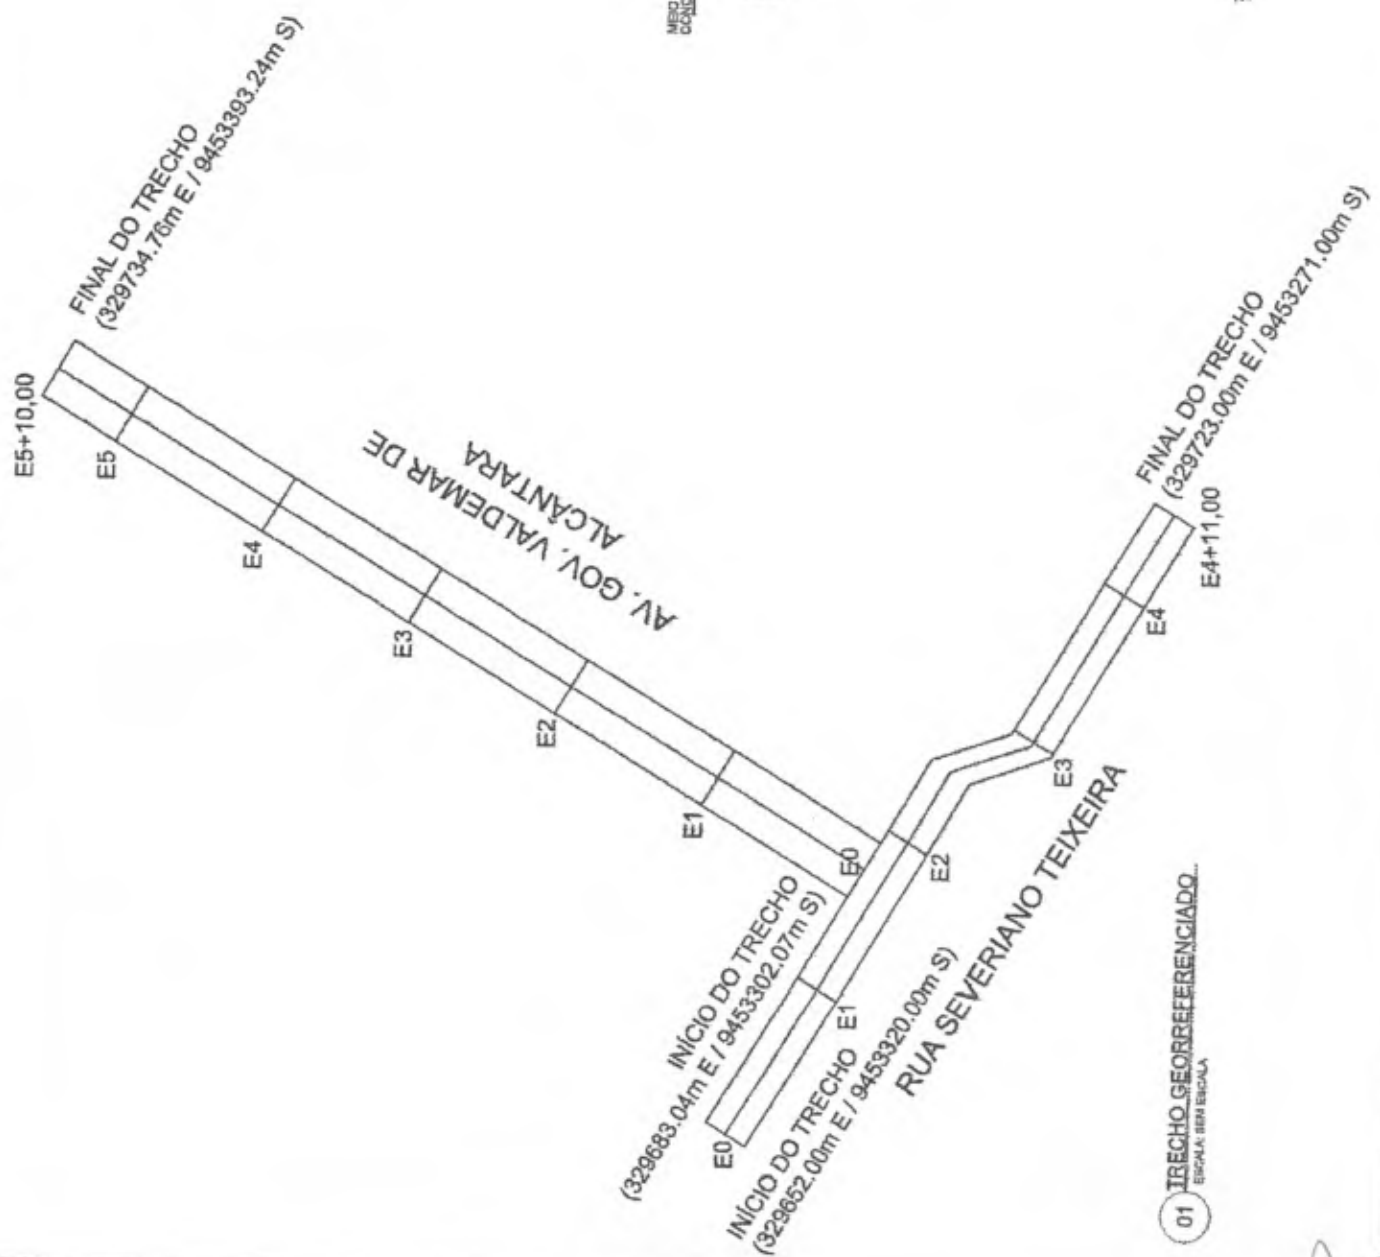 MEIO
FINAL DO TRECHO
(329734.76m E / 9453393.24m S)
E5+10,00
E5
E4
E3
E2
E1
E0
AV. GOV. VALDEMAR DE
ALCÂNTARA
INÍCIO DO TRECHO
(329683.04m E / 9453302.07m S)
FINAL DO TRECHO
(329723.00m E / 9453271.00m S)
E4+11,00
E4
E3
E2
E1
E0
INÍCIO DO TRECHO
(329652.00m E / 9453320.00m S)
RUA SEVERIANO TEIXEIRA
01
TRECHO GEORREFERENCIADO
ESCALA: SEM ESCALA